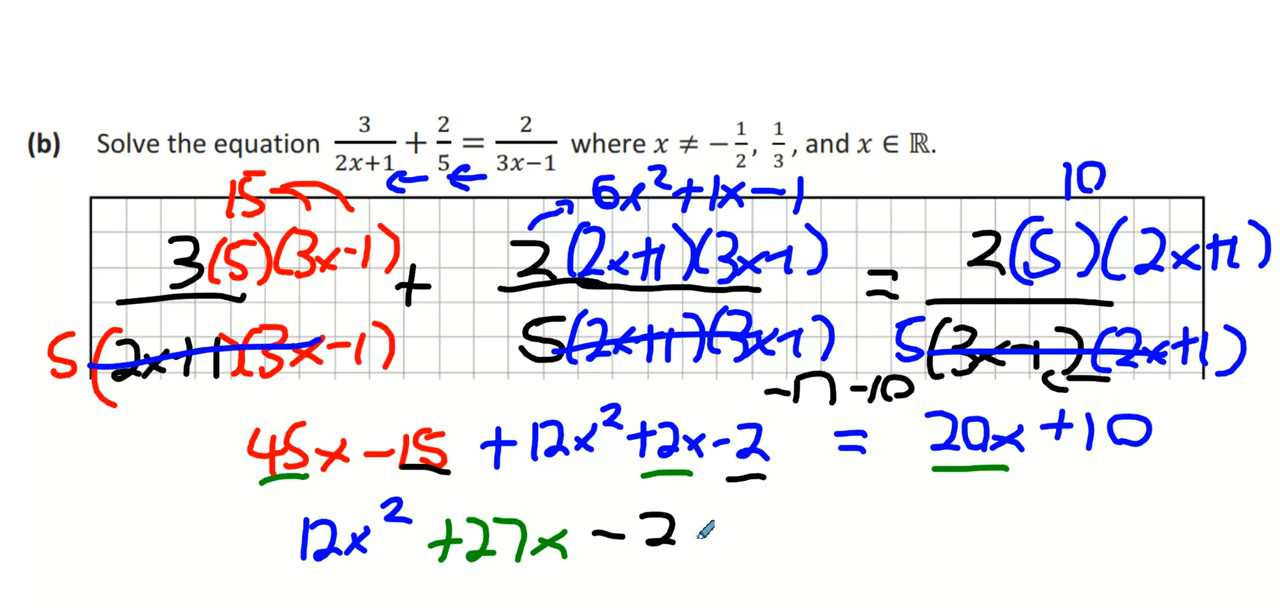 (b) Solve the equation 3/(2x+1) + 2/5 = 2/(3x−1) where x ≠ −1/2, 1/3, and x ∈ ℝ.
15 6x²+1x−1 10
3(5)(3x−1) + 2(2x+1)(3x−1) = 2(5)(2x+1)
5(2x+1)(3x−1) 5(2x+1)(3x−1) 5(3x−1)(2x+1)
−17 −10
45x −15 +12x² +2x −2 = 20x +10
12x² +27x − 2